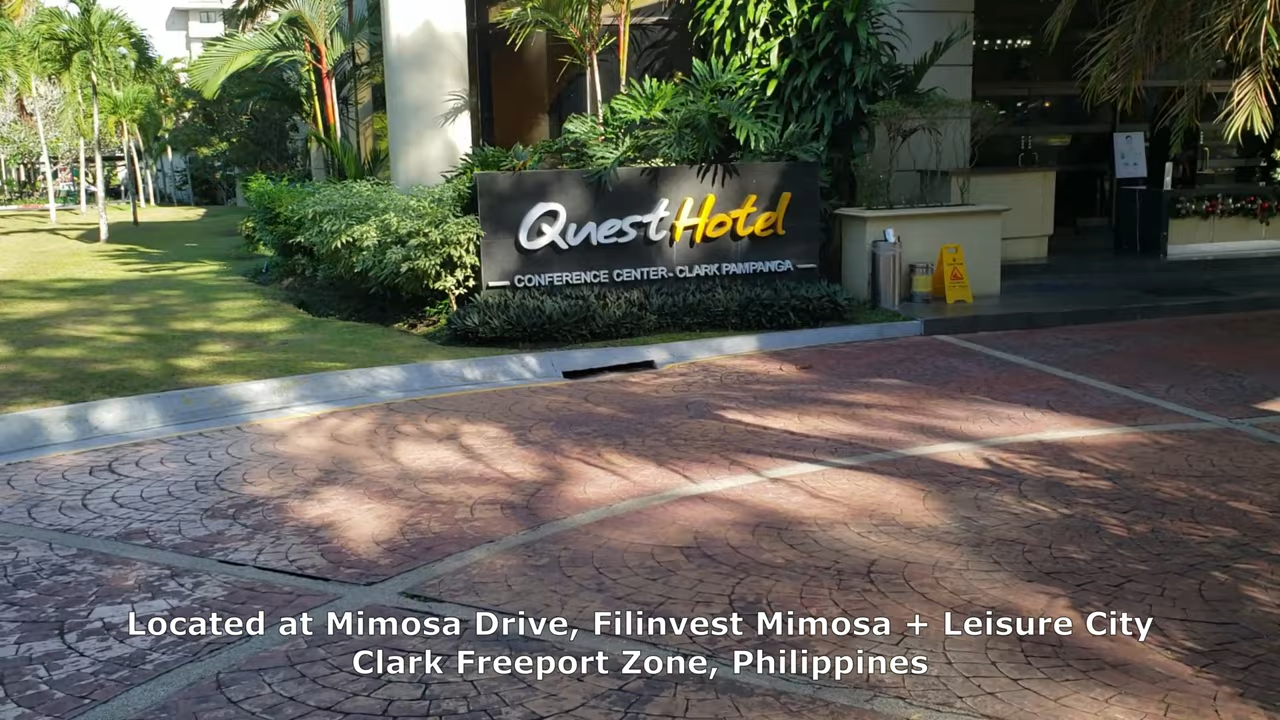 QuestHotel
CONFERENCE CENTER - CLARK PAMPANGA
Located at Mimosa Drive, Filinvest Mimosa + Leisure City
Clark Freeport Zone, Philippines